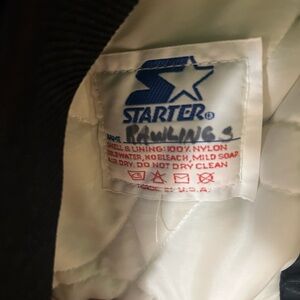 STARTER®
NAME RAWLINGS
SHELL & LINING: 100% NYLON
COLD WATER, NO BLEACH, MILD SOAP
AIR DRY. DO NOT DRY CLEAN
MADE IN U.S.A.